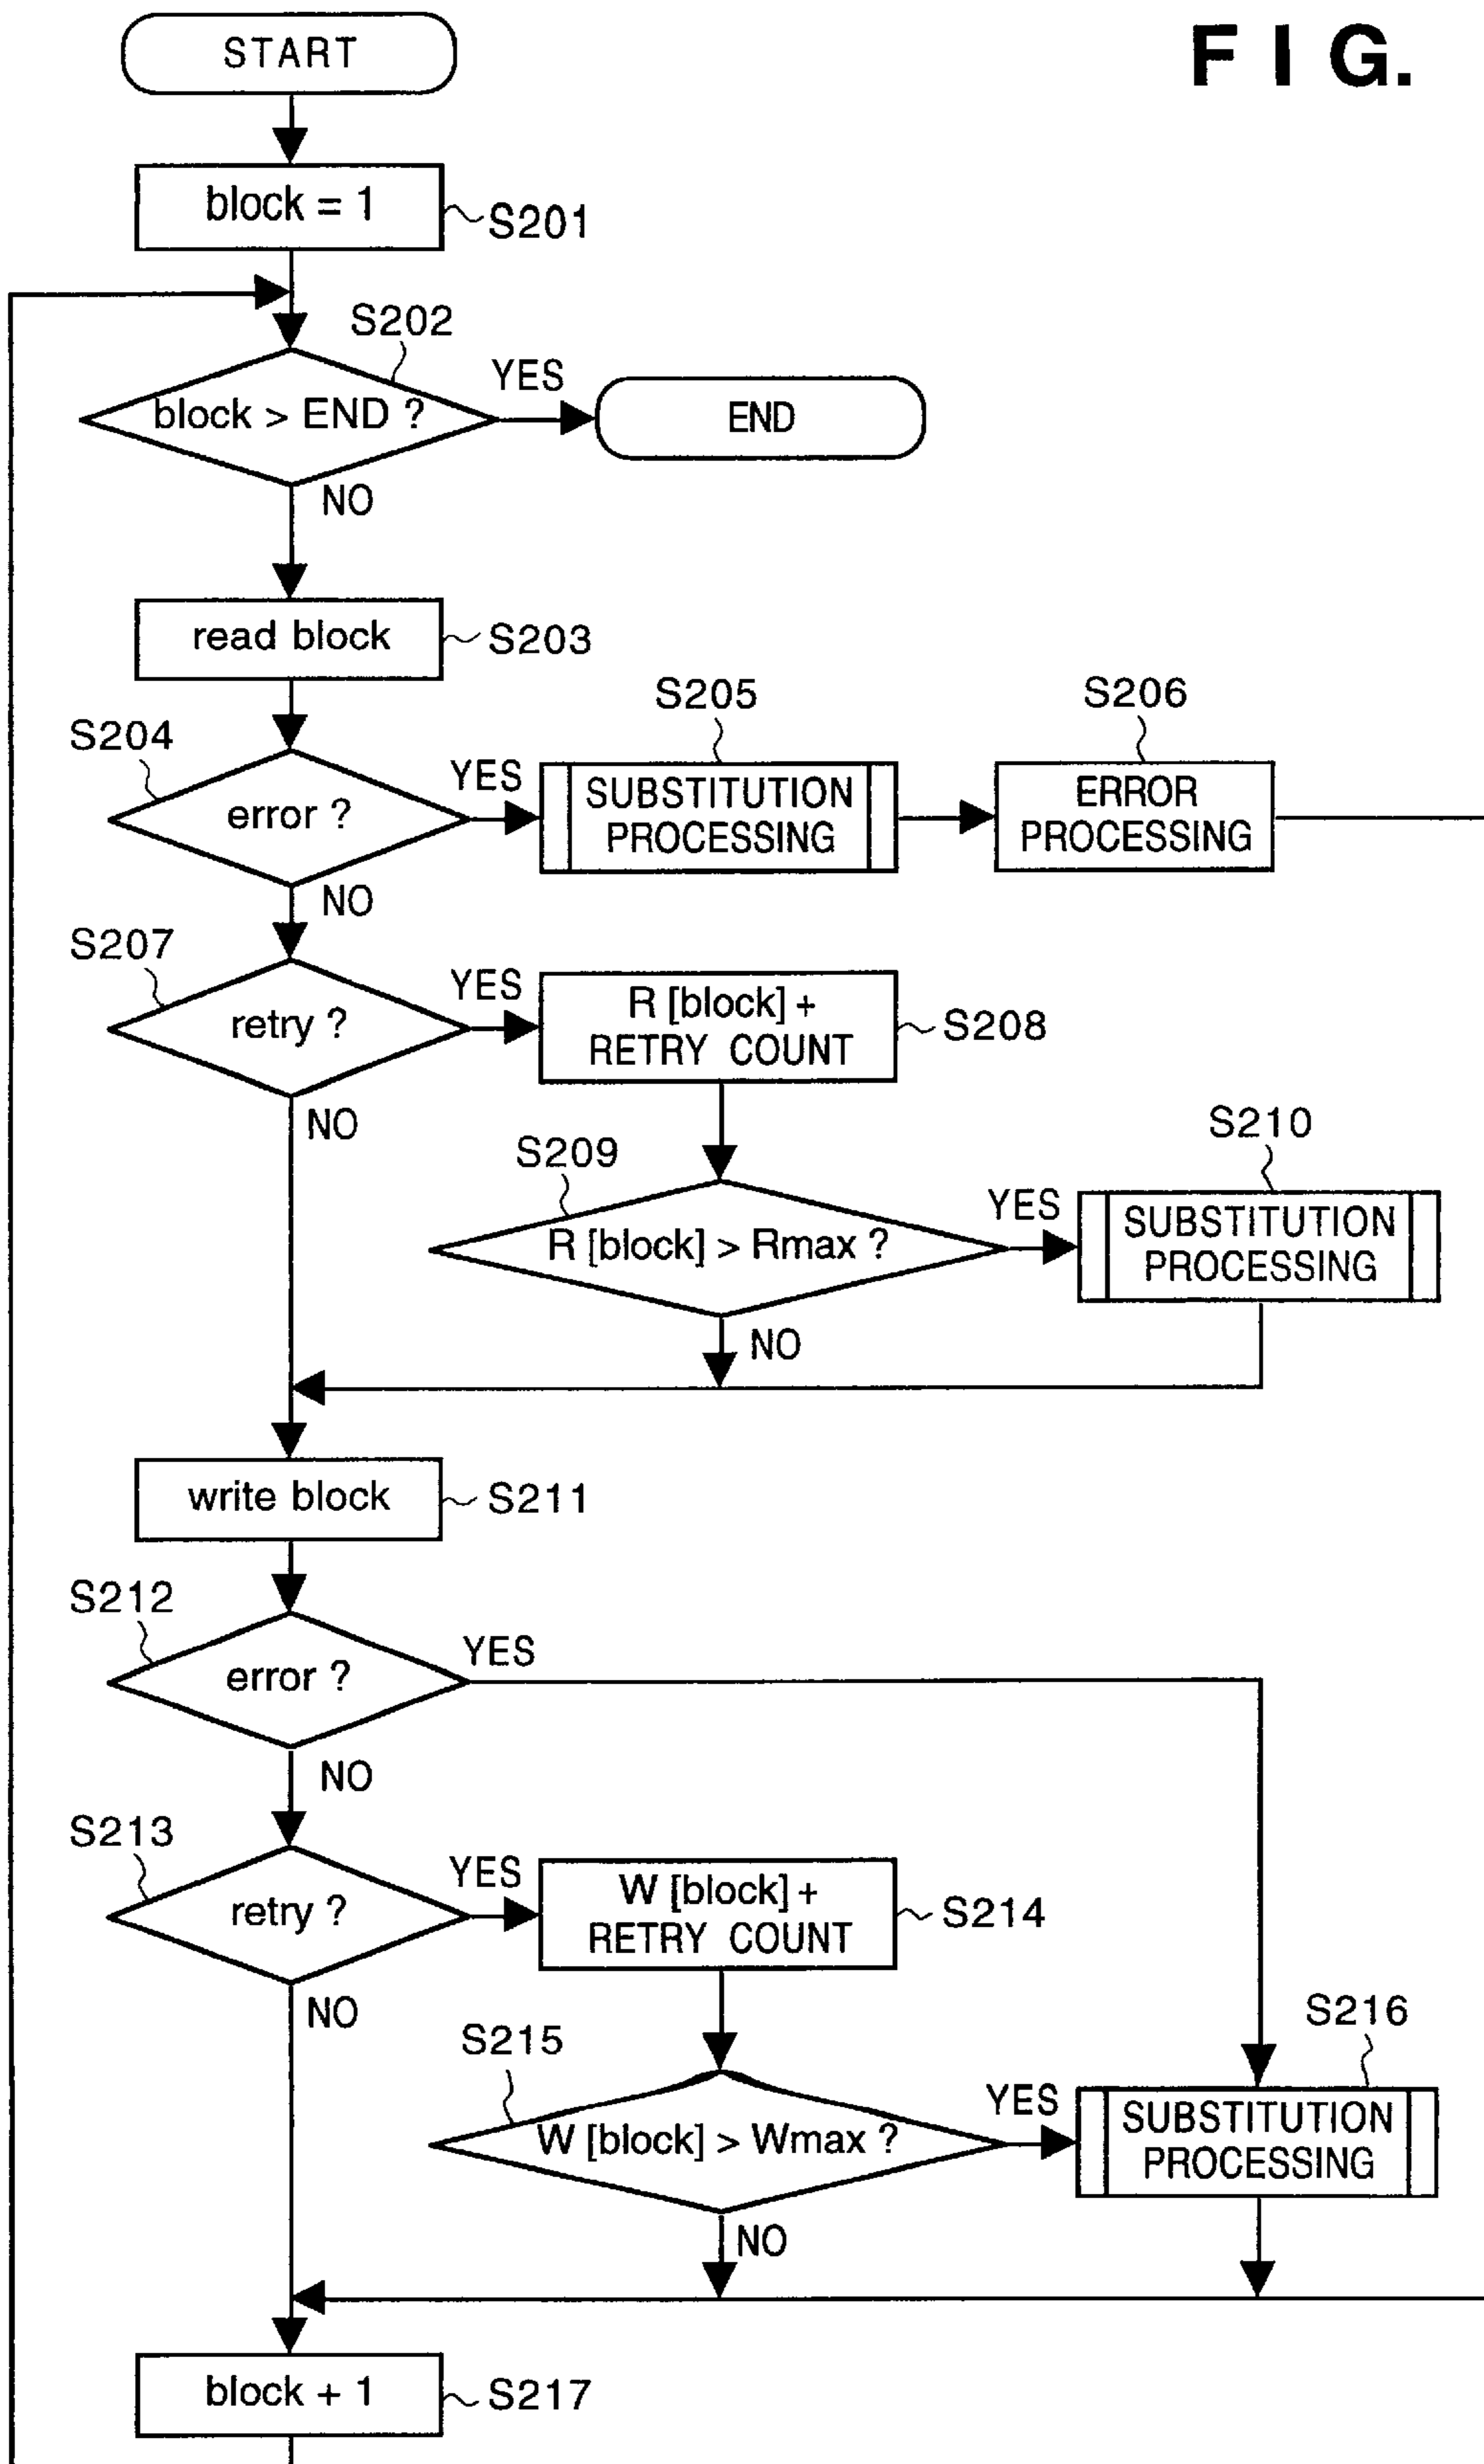 START
F I G.
block = 1
S201
S202
block > END ?
YES
END
NO
read block
S203
S204
error ?
YES
S205
SUBSTITUTION
PROCESSING
S206
ERROR
PROCESSING
NO
S207
retry ?
YES
R [block] +
RETRY COUNT
S208
NO
S209
R [block] > Rmax ?
YES
S210
SUBSTITUTION
PROCESSING
NO
write block
S211
S212
error ?
YES
NO
S213
retry ?
YES
W [block] +
RETRY COUNT
S214
NO
S215
W [block] > Wmax ?
YES
S216
SUBSTITUTION
PROCESSING
NO
block + 1
S217